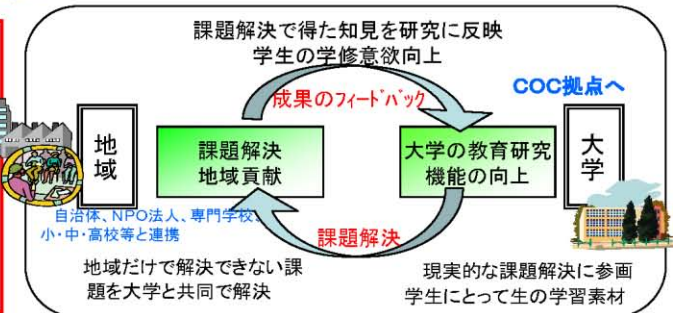 課題解決で得た知見を研究に反映
学生の学修意欲向上
COC拠点へ
成果のフィードバック
地域
課題解決
地域貢献
大学の教育研究
機能の向上
大学
自治体、NPO法人、専門学校、
小・中・高校等と連携
課題解決
地域だけで解決できない課
題を大学と共同で解決
現実的な課題解決に参画
学生にとって生の学習素材